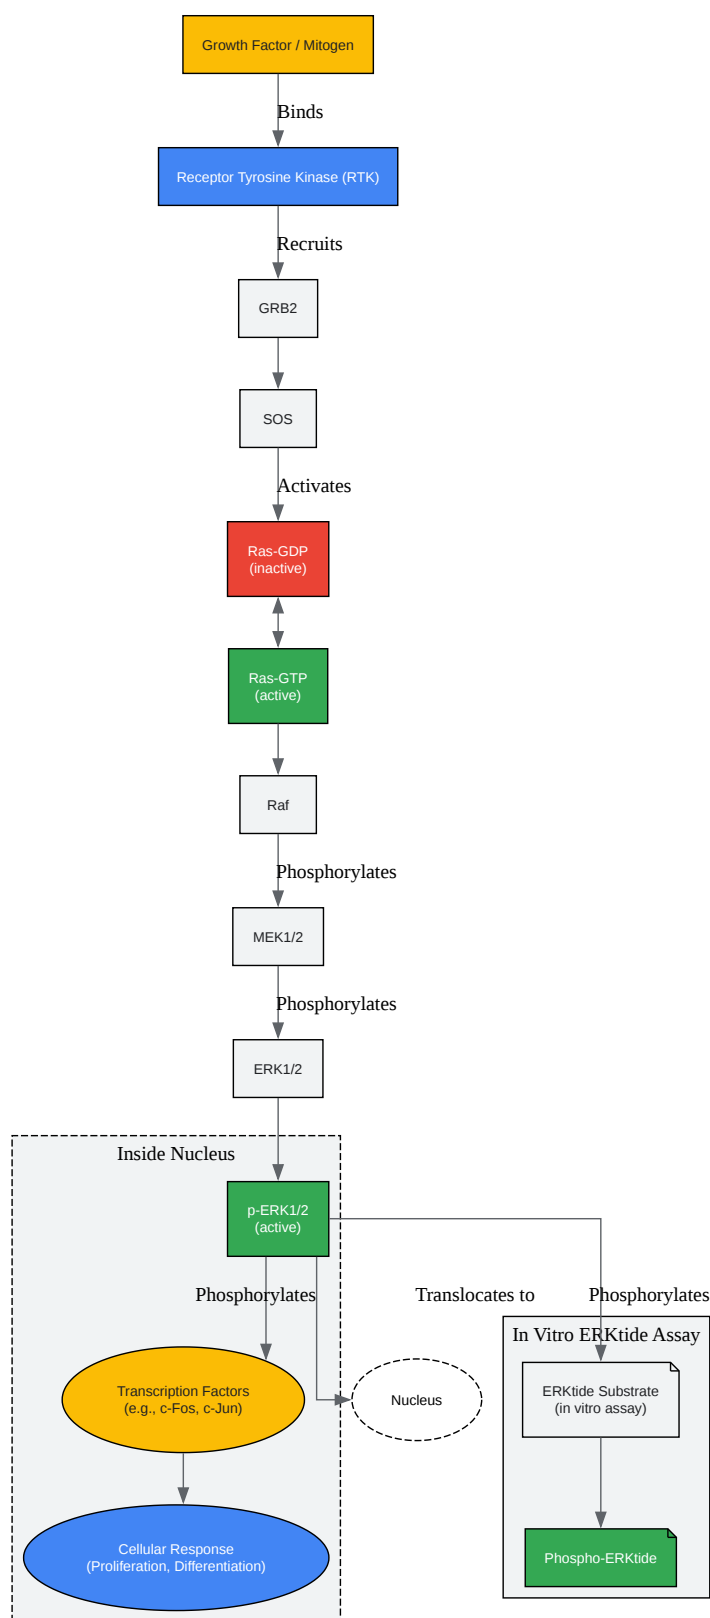 Growth Factor / Mitogen
Binds
Receptor Tyrosine Kinase (RTK)
Recruits
GRB2
SOS
Activates
Ras-GDP
(inactive)
Ras-GTP
(active)
Raf
Phosphorylates
MEK1/2
Phosphorylates
ERK1/2
Inside Nucleus
p-ERK1/2
(active)
Phosphorylates
Translocates to
Phosphorylates
In Vitro ERKtide Assay
Transcription Factors
(e.g., c-Fos, c-Jun)
Nucleus
ERKtide Substrate
(in vitro assay)
Cellular Response
(Proliferation, Differentiation)
Phospho-ERKtide